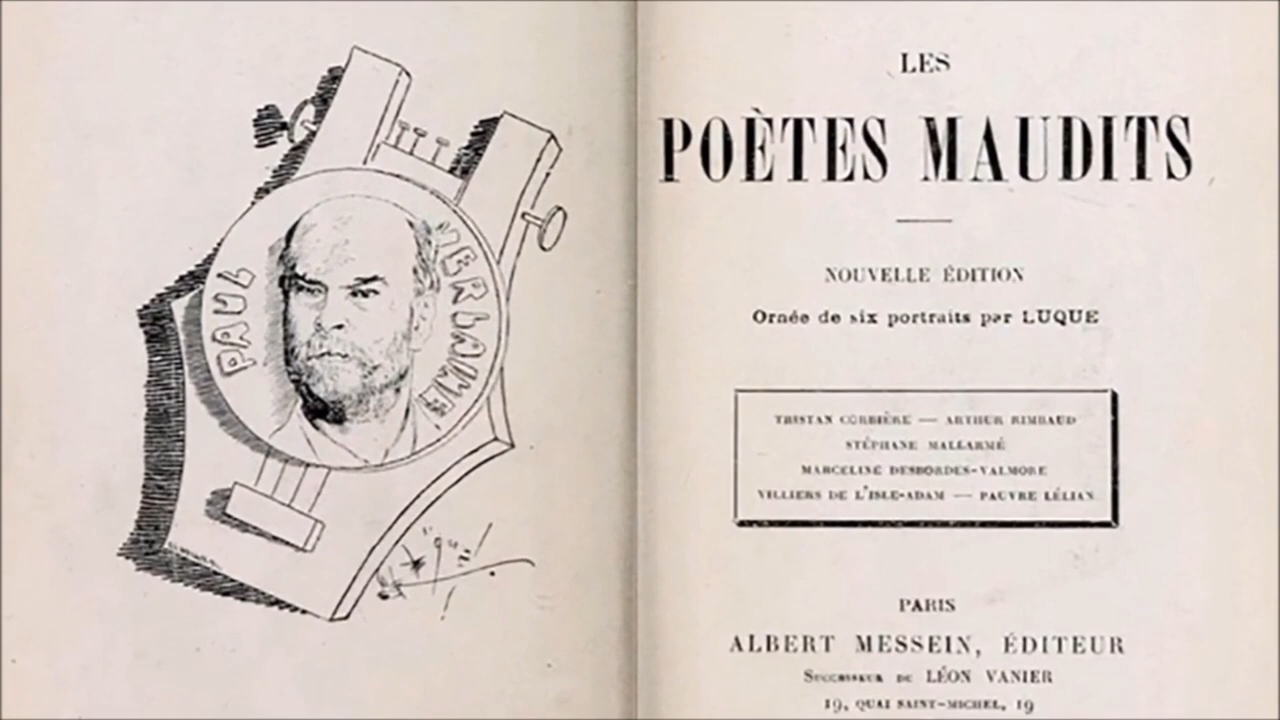 PAUL VERLAINE
LES
POÈTES MAUDITS
NOUVELLE ÉDITION
Ornée de six portraits par LUQUE
TRISTAN CORBIÈRE — ARTHUR RIMBAUD
STÉPHANE MALLARMÉ
MARCELINE DESBORDES-VALMORE
VILLIERS DE L'ISLE-ADAM — PAUVRE LÉLIAN
PARIS
ALBERT MESSEIN, ÉDITEUR
SUCCESSEUR DE LÉON VANIER
19, QUAI SAINT-MICHEL, 19